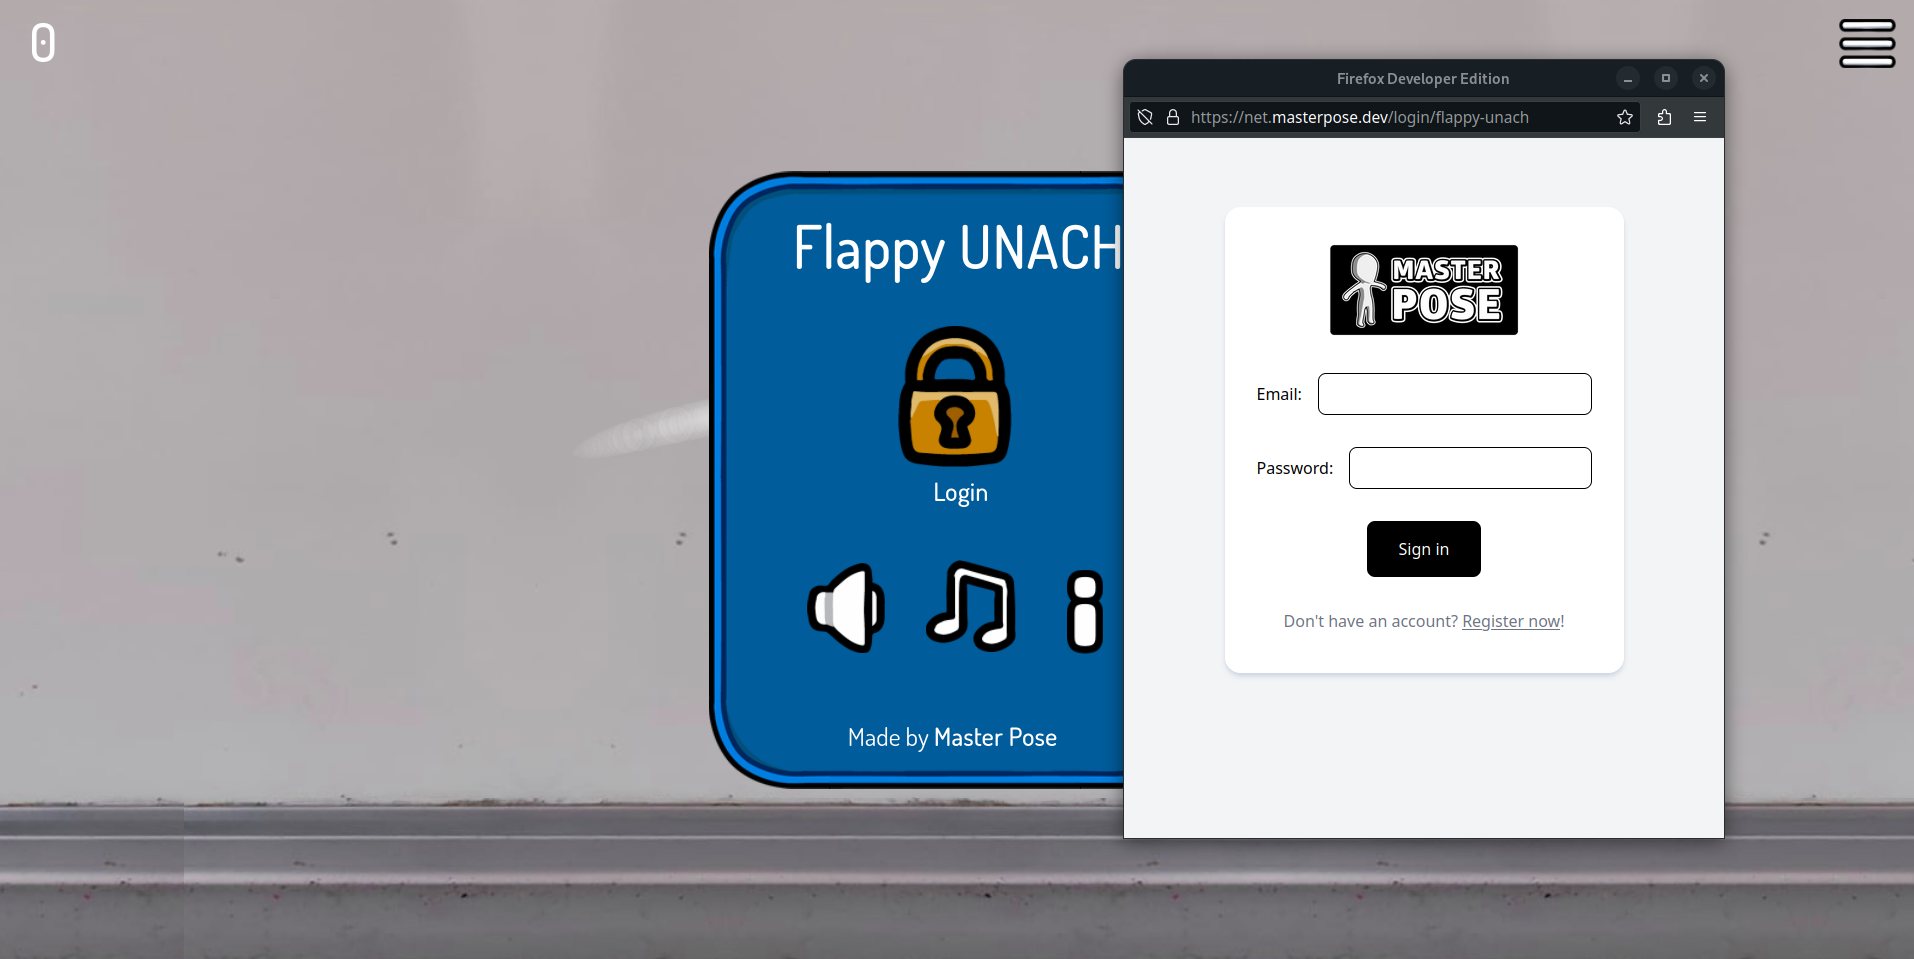 0
Flappy UNACH
Login
Made by Master Pose
Firefox Developer Edition
https://net.masterpose.dev/login/flappy-unach
MASTER
POSE
Email:
Password:
Sign in
Don't have an account? Register now!